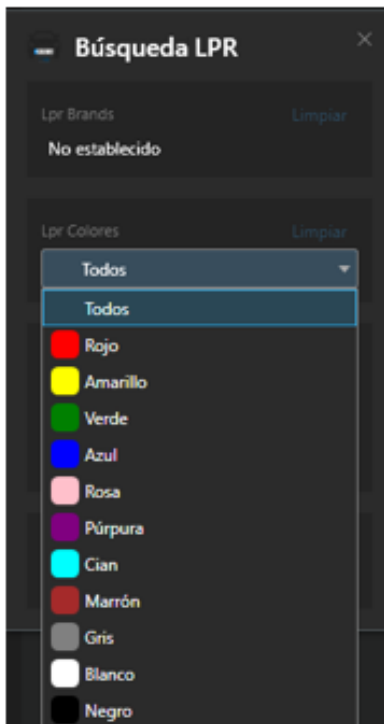 Búsqueda LPR
Lpr Brands Limpiar
No establecido
Lpr Colores Limpiar
Todos
Todos
Rojo
Amarillo
Verde
Azul
Rosa
Púrpura
Cian
Marrón
Gris
Blanco
Negro